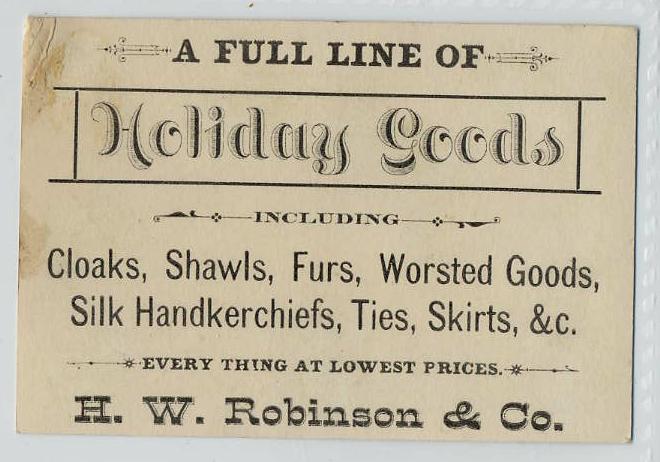 A FULL LINE OF
Holiday Goods
INCLUDING
Cloaks, Shawls, Furs, Worsted Goods,
Silk Handkerchiefs, Ties, Skirts, &c.
EVERY THING AT LOWEST PRICES.
H. W. Robinson & Co.